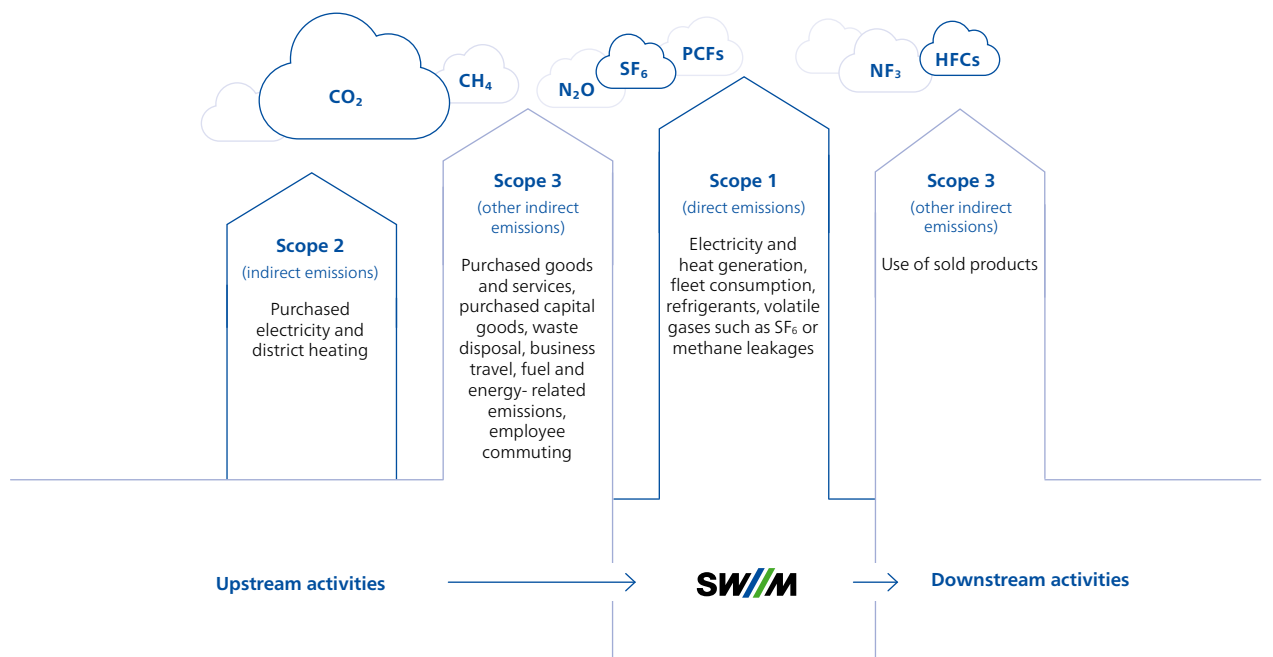 CO₂
CH₄
N₂O
SF₆
PCFs
NF₃
HFCs
Scope 2
(indirect emissions)
Purchased
electricity and
district heating
Scope 3
(other indirect
emissions)
Purchased goods
and services,
purchased capital
goods, waste
disposal, business
travel, fuel and
energy- related
emissions,
employee
commuting
Scope 1
(direct emissions)
Electricity and
heat generation,
fleet consumption,
refrigerants, volatile
gases such as SF₆ or
methane leakages
Scope 3
(other indirect
emissions)
Use of sold products
Upstream activities
SW//M
Downstream activities